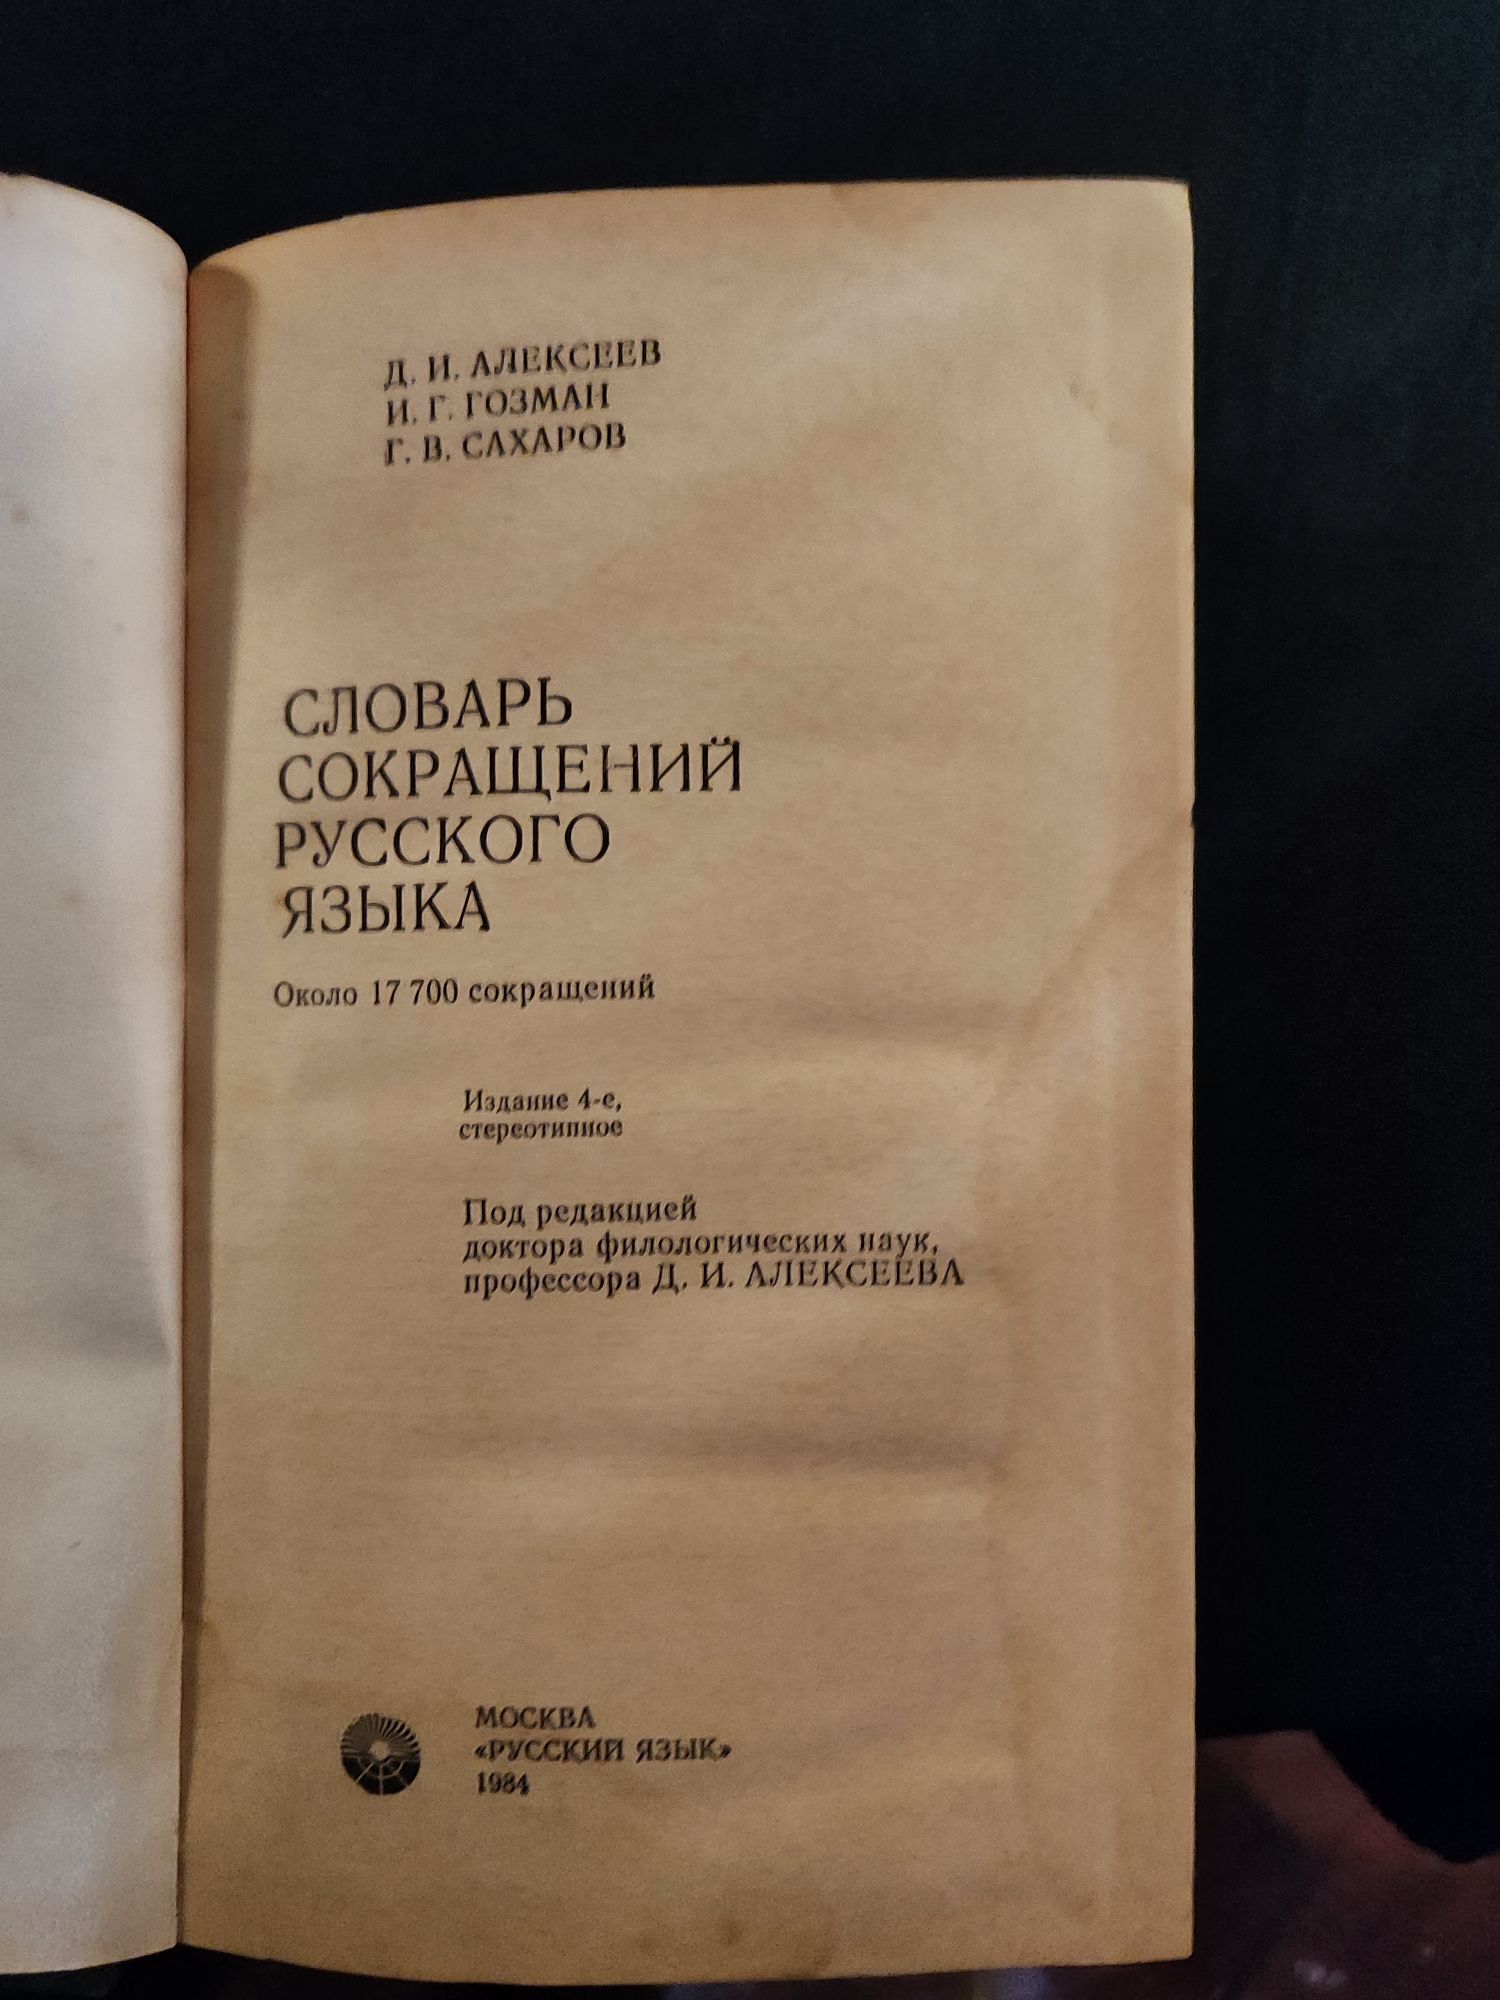 Д. И. АЛЕКСЕЕВ
И. Г. ГОЗМАН
Г. В. САХАРОВ
СЛОВАРЬ
СОКРАЩЕНИЙ
РУССКОГО
ЯЗЫКА
Около 17 700 сокращений
Издание 4-е,
стереотипное
Под редакцией
доктора филологических наук,
профессора Д. И. АЛЕКСЕЕВА
МОСКВА
«РУССКИЙ ЯЗЫК»
1984